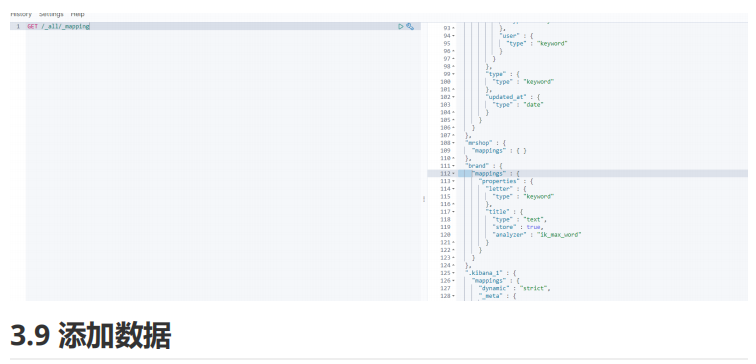 History Settings Help
1 GET /_all/_mapping
93 },
94 "user" : {
95 "type" : "keyword"
96 }
97 }
98 },
99 "type" : {
100 "type" : "keyword"
101 },
102 "updated_at" : {
103 "type" : "date"
104 }
105 }
106 }
107 },
108 "mrshop" : {
109 "mappings" : { }
110 },
111 "brand" : {
112 "mappings" : {
113 "properties" : {
114 "letter" : {
115 "type" : "keyword"
116 },
117 "title" : {
118 "type" : "text",
119 "store" : true,
120 "analyzer" : "ik_max_word"
121 }
122 }
123 }
124 },
125 ".kibana_1" : {
126 "mappings" : {
127 "dynamic" : "strict",
128 "_meta" : {
3.9 添加数据